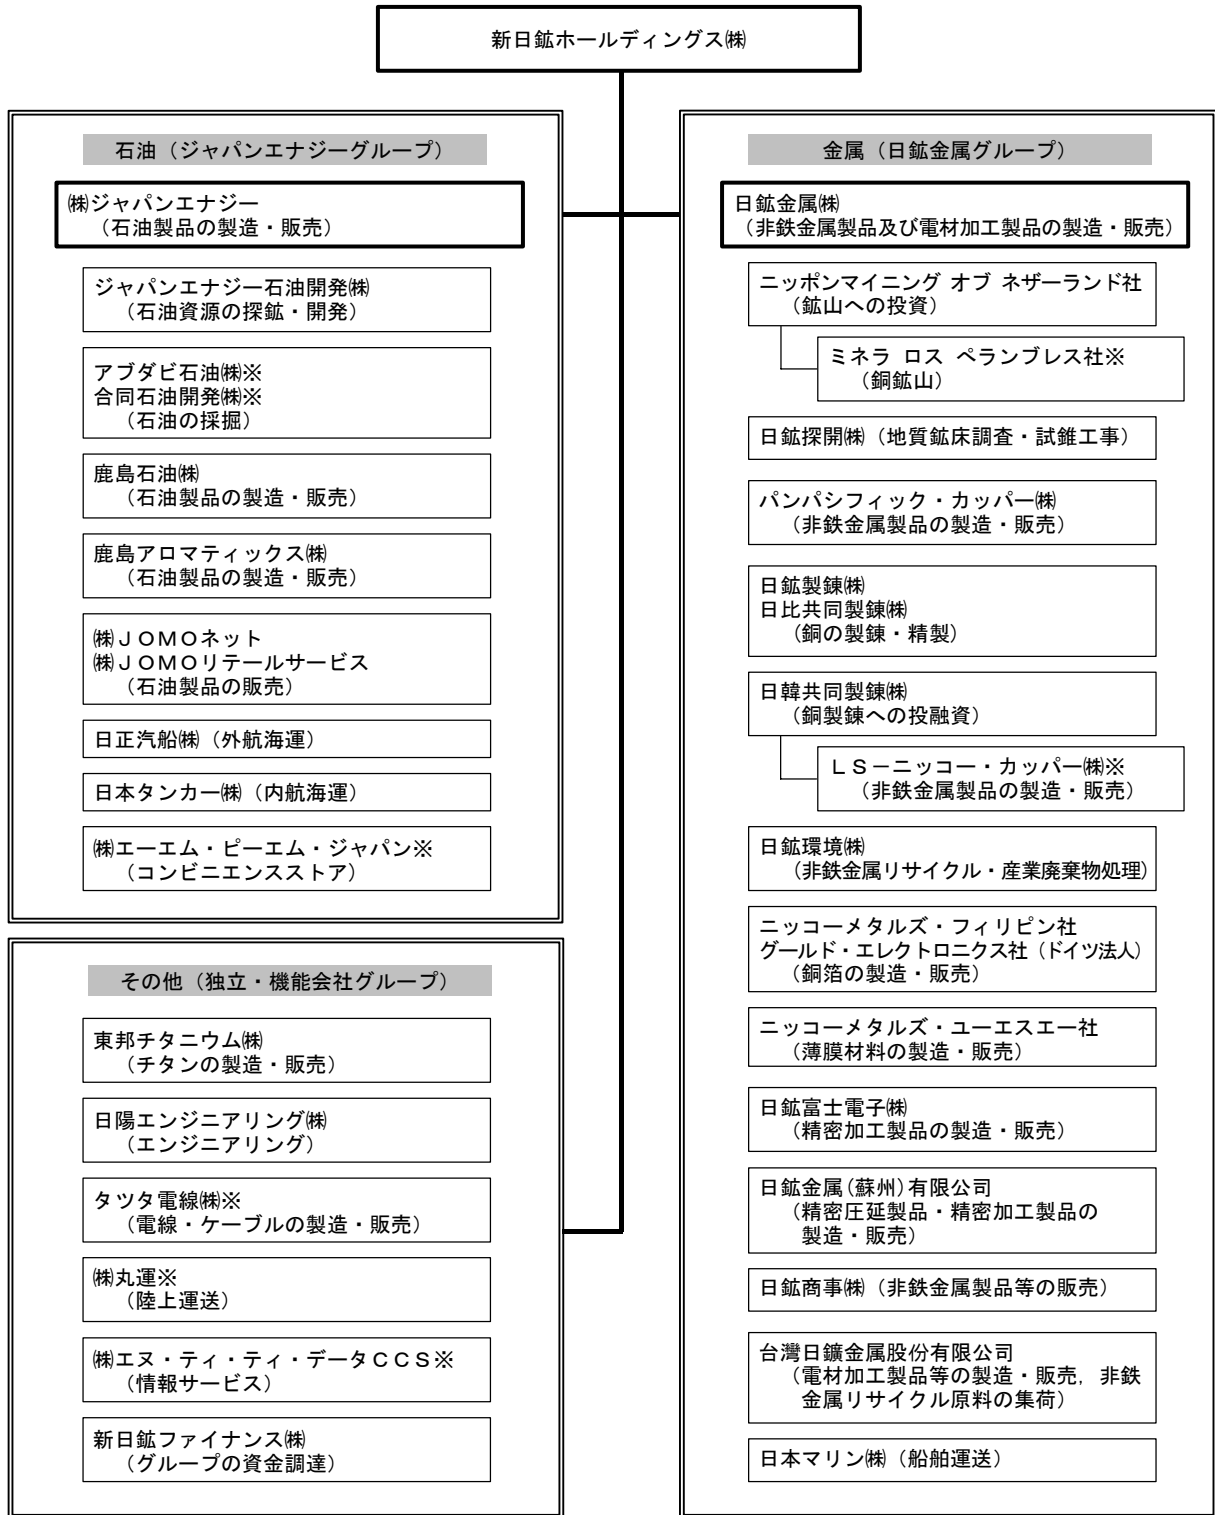 新日鉱ホールディングス㈱
石油（ジャパンエナジーグループ）
㈱ジャパンエナジー
（石油製品の製造・販売）
ジャパンエナジー石油開発㈱
（石油資源の探鉱・開発）
アブダビ石油㈱※
合同石油開発㈱※
（石油の採掘）
鹿島石油㈱
（石油製品の製造・販売）
鹿島アロマティックス㈱
（石油製品の製造・販売）
㈱ＪＯＭＯネット
㈱ＪＯＭＯリテールサービス
（石油製品の販売）
日正汽船㈱（外航海運）
日本タンカー㈱（内航海運）
㈱エーエム・ピーエム・ジャパン※
（コンビニエンスストア）
その他（独立・機能会社グループ）
東邦チタニウム㈱
（チタンの製造・販売）
日陽エンジニアリング㈱
（エンジニアリング）
タツタ電線㈱※
（電線・ケーブルの製造・販売）
㈱丸運※
（陸上運送）
㈱エヌ・ティ・ティ・データＣＣＳ※
（情報サービス）
新日鉱ファイナンス㈱
（グループの資金調達）
金属（日鉱金属グループ）
日鉱金属㈱
（非鉄金属製品及び電材加工製品の製造・販売）
ニッポンマイニング オブ ネザーランド社
（鉱山への投資）
ミネラ ロス ペランブレス社※
（銅鉱山）
日鉱探開㈱（地質鉱床調査・試錐工事）
パンパシフィック・カッパー㈱
（非鉄金属製品の製造・販売）
日鉱製錬㈱
日比共同製錬㈱
（銅の製錬・精製）
日韓共同製錬㈱
（銅製錬への投融資）
ＬＳ－ニッコー・カッパー㈱※
（非鉄金属製品の製造・販売）
日鉱環境㈱
（非鉄金属リサイクル・産業廃棄物処理）
ニッコーメタルズ・フィリピン社
グールド・エレクトロニクス社（ドイツ法人）
（銅箔の製造・販売）
ニッコーメタルズ・ユーエスエー社
（薄膜材料の製造・販売）
日鉱富士電子㈱
（精密加工製品の製造・販売）
日鉱金属(蘇州)有限公司
（精密圧延製品・精密加工製品の
製造・販売）
日鉱商事㈱（非鉄金属製品等の販売）
台灣日鑛金属股份有限公司
（電材加工製品等の製造・販売，非鉄
金属リサイクル原料の集荷）
日本マリン㈱（船舶運送）